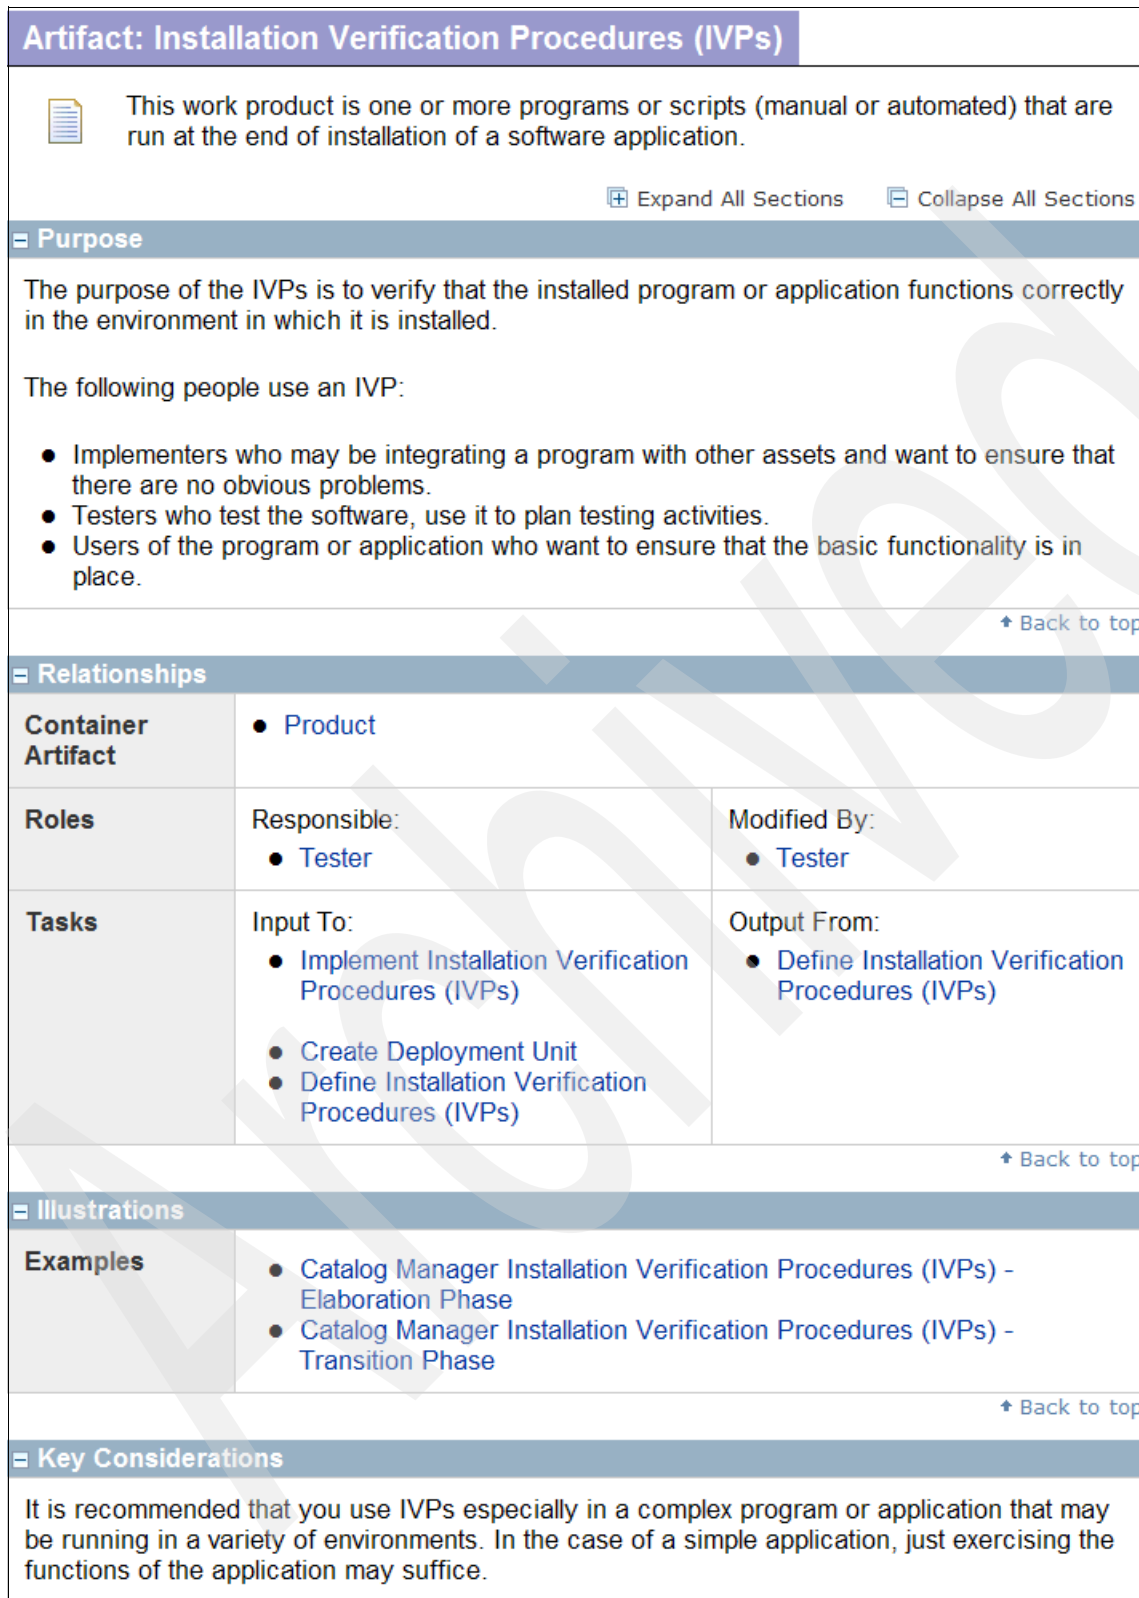 Artifact: Installation Verification Procedures (IVPs)
This work product is one or more programs or scripts (manual or automated) that are
run at the end of installation of a software application.
Expand All Sections Collapse All Sections
Purpose
The purpose of the IVPs is to verify that the installed program or application functions correctly
in the environment in which it is installed.
The following people use an IVP:
● Implementers who may be integrating a program with other assets and want to ensure that
there are no obvious problems.
● Testers who test the software, use it to plan testing activities.
● Users of the program or application who want to ensure that the basic functionality is in
place.
Back to top
Relationships
Container
Artifact
● Product
Roles
Responsible:
● Tester
Modified By:
● Tester
Tasks
Input To:
● Implement Installation Verification
Procedures (IVPs)
● Create Deployment Unit
● Define Installation Verification
Procedures (IVPs)
Output From:
● Define Installation Verification
Procedures (IVPs)
Back to top
Illustrations
Examples
● Catalog Manager Installation Verification Procedures (IVPs) -
Elaboration Phase
● Catalog Manager Installation Verification Procedures (IVPs) -
Transition Phase
Back to top
Key Considerations
It is recommended that you use IVPs especially in a complex program or application that may
be running in a variety of environments. In the case of a simple application, just exercising the
functions of the application may suffice.
Archived